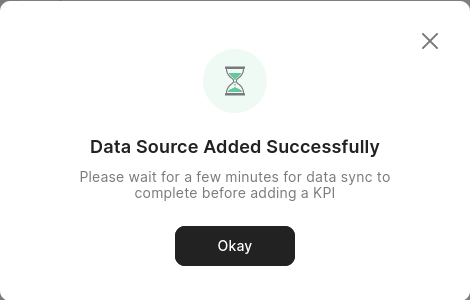 Data Source Added Successfully
Please wait for a few minutes for data sync to
complete before adding a KPI
Okay